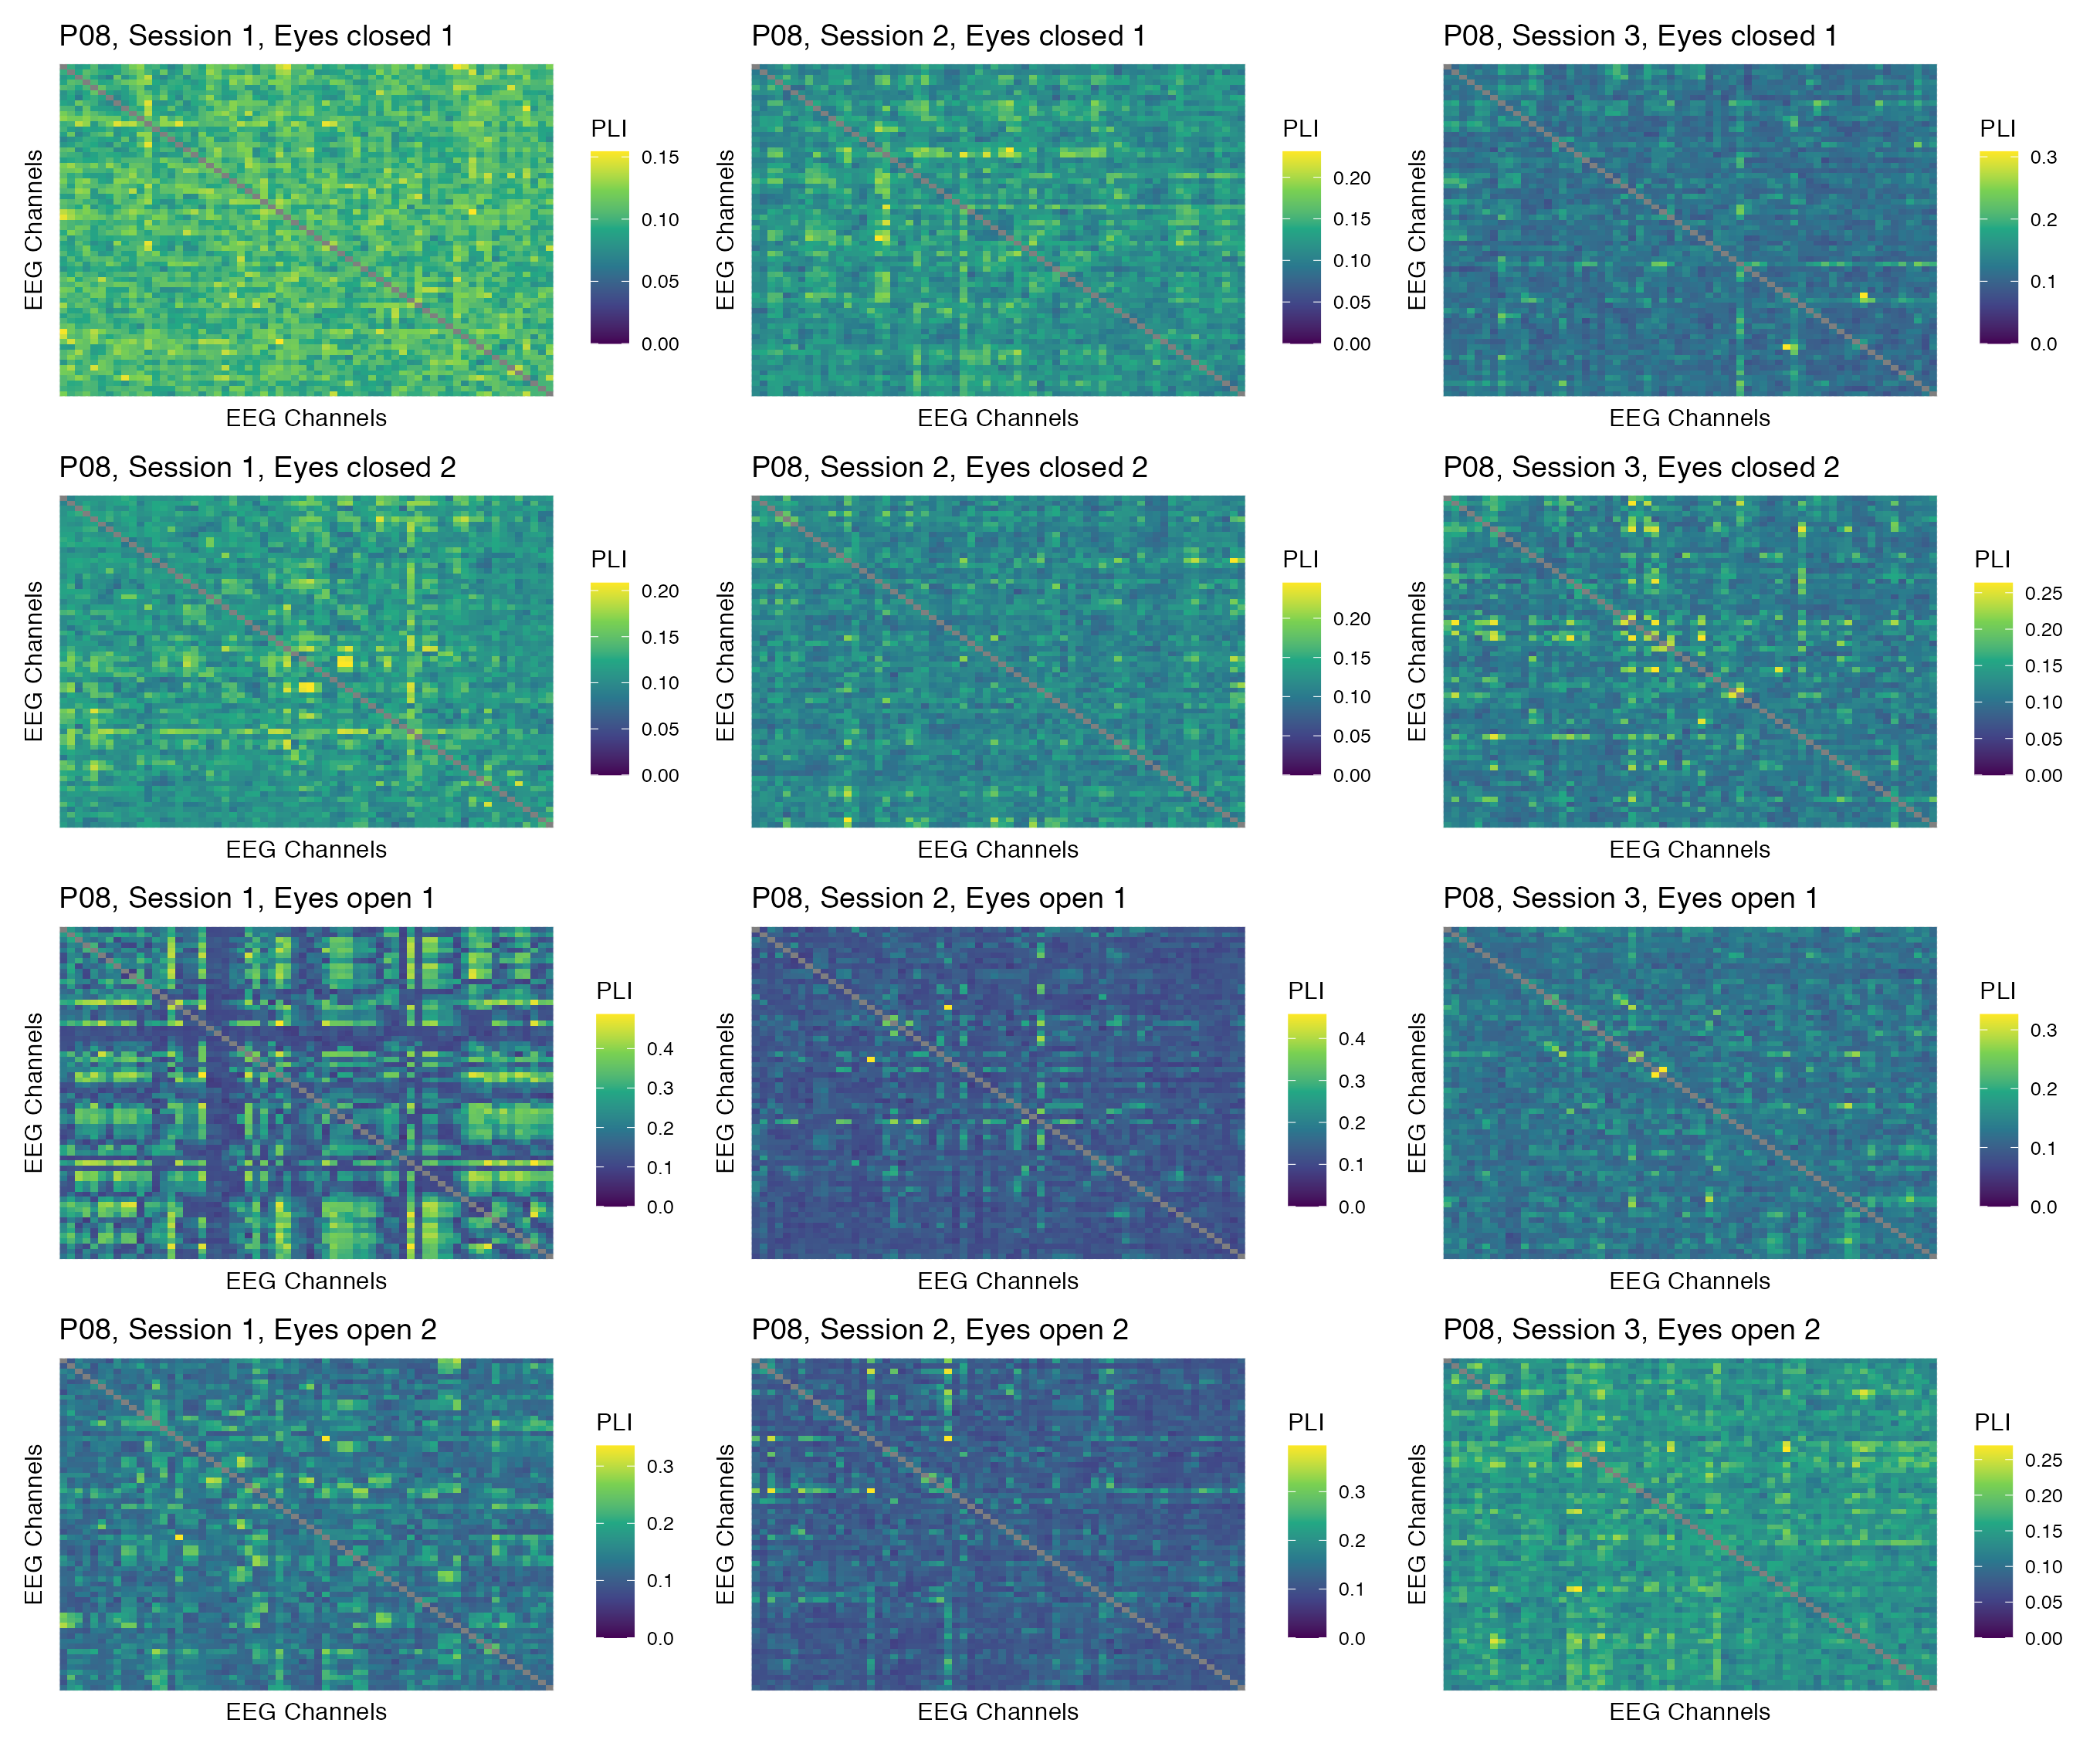 P08, Session 1, Eyes closed 1
EEG Channels
EEG Channels
PLI
0.15
0.10
0.05
0.00
P08, Session 2, Eyes closed 1
EEG Channels
EEG Channels
PLI
0.20
0.15
0.10
0.05
0.00
P08, Session 3, Eyes closed 1
EEG Channels
EEG Channels
PLI
0.3
0.2
0.1
0.0
P08, Session 1, Eyes closed 2
EEG Channels
EEG Channels
PLI
0.20
0.15
0.10
0.05
0.00
P08, Session 2, Eyes closed 2
EEG Channels
EEG Channels
PLI
0.20
0.15
0.10
0.05
0.00
P08, Session 3, Eyes closed 2
EEG Channels
EEG Channels
PLI
0.25
0.20
0.15
0.10
0.05
0.00
P08, Session 1, Eyes open 1
EEG Channels
EEG Channels
PLI
0.4
0.3
0.2
0.1
0.0
P08, Session 2, Eyes open 1
EEG Channels
EEG Channels
PLI
0.4
0.3
0.2
0.1
0.0
P08, Session 3, Eyes open 1
EEG Channels
EEG Channels
PLI
0.3
0.2
0.1
0.0
P08, Session 1, Eyes open 2
EEG Channels
EEG Channels
PLI
0.3
0.2
0.1
0.0
P08, Session 2, Eyes open 2
EEG Channels
EEG Channels
PLI
0.3
0.2
0.1
0.0
P08, Session 3, Eyes open 2
EEG Channels
EEG Channels
PLI
0.25
0.20
0.15
0.10
0.05
0.00